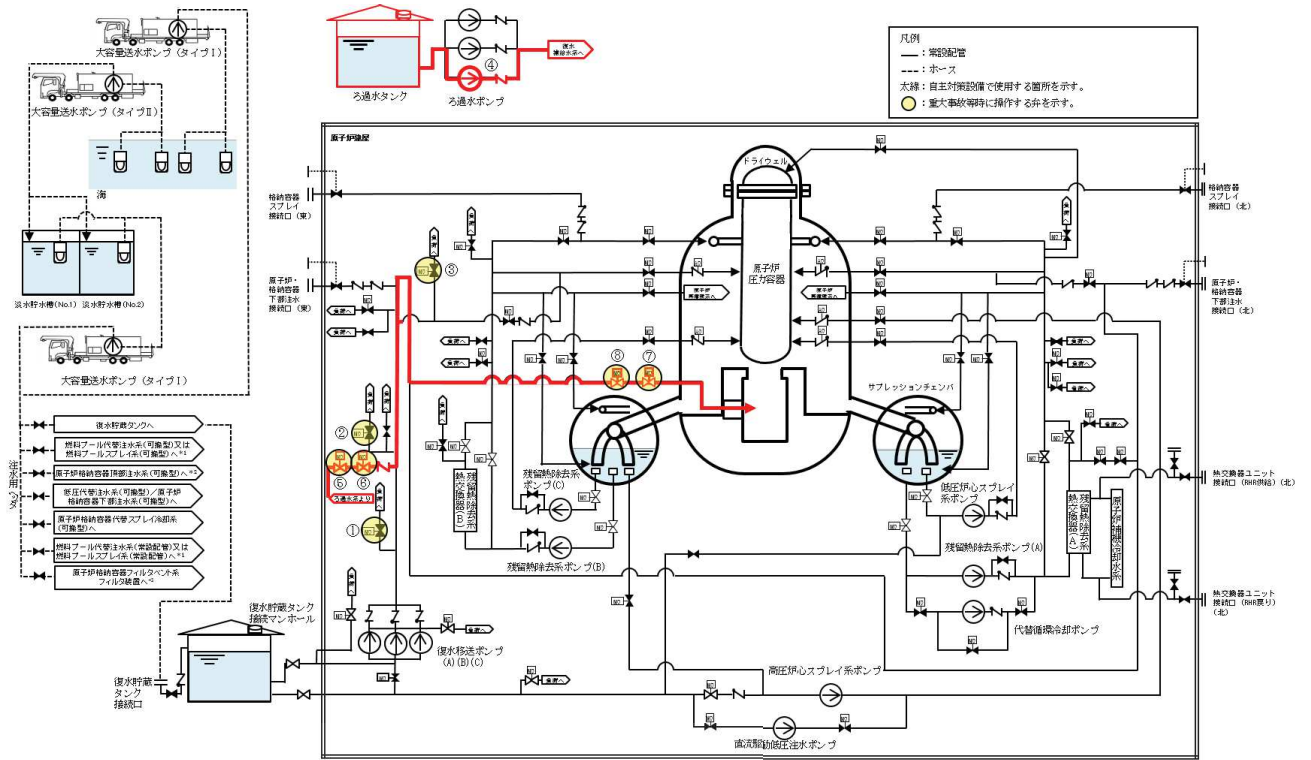 大容量送水ポンプ(タイプⅠ)
大容量送水ポンプ(タイプⅡ)
海
淡水貯水槽(No.1)
淡水貯水槽(No.2)
大容量送水ポンプ(タイプⅠ)
注水用ヘッダ
復水貯蔵タンクへ
燃料プール代替注水系(可搬型)又は
燃料プールスプレイ系(可搬型)へ*1
原子炉格納容器頂部注水系(可搬型)へ*2
低圧代替注水系(可搬型)/原子炉
格納容器下部注水系(可搬型)へ
原子炉格納容器代替スプレイ冷却系
(可搬型)へ
燃料プール代替注水系(常設配管)又は
燃料プールスプレイ系(常設配管)へ*1
原子炉格納容器フィルタベント系
フィルタ装置へ*2
復水貯蔵
タンク
接続口
復水貯蔵タンク
接続マンホール
ろ過水タンク
④
ろ過水ポンプ
復水
補給水系へ
凡例
:常設配管
:ホース
太線:自主対策設備で使用する箇所を示す。
:重大事故等時に操作する弁を示す。
原子炉建屋
格納容器
スプレイ
接続口(東)
原子炉・
格納容器
下部注水
接続口(東)
ドライウェル
原子炉
圧力容器
サプレッションチェンバ
格納容器
スプレイ
接続口(北)
原子炉・
格納容器
下部注水
接続口(北)
③
⑧
⑦
②
⑤
⑥
①
ろ過水系より
残留熱除去系
熱交換器(B)
残留熱除去系
ポンプ(C)
残留熱除去系ポンプ(B)
低圧炉心スプレイ
系ポンプ
残留熱除去系ポンプ(A)
代替循環冷却ポンプ
残留熱除去系
熱交換器(A)
原子炉補機冷却水系
熱交換器ユニット
接続口(RHR供給)(北)
熱交換器ユニット
接続口(RHR戻り)
(北)
復水移送ポンプ
(A)(B)(C)
高圧炉心スプレイ系ポンプ
直流駆動低圧注水ポンプ